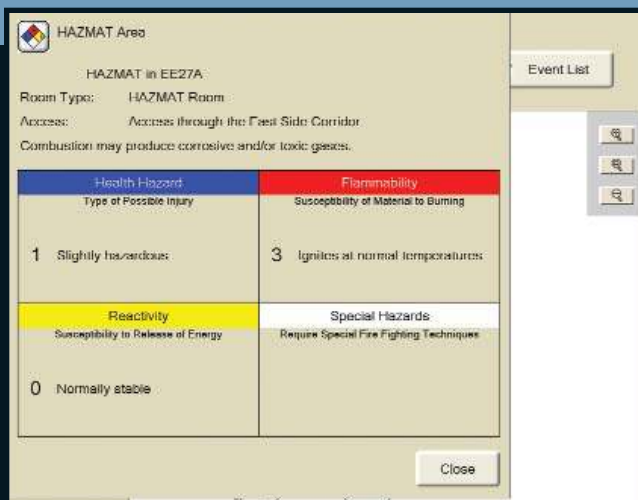 HAZMAT Area
Event List
HAZMAT in EE27A
Room Type: HAZMAT Room
Access: Access through the East Side Corridor
Combustion may produce corrosive and/or toxic gases.
Health Hazard
Type of Possible Injury
1 Slightly hazardous
Flammability
Susceptibility of Material to Burning
3 Ignites at normal temperatures
Reactivity
Susceptibility to Release of Energy
0 Normally stable
Special Hazards
Require Special Fire Fighting Techniques
Close